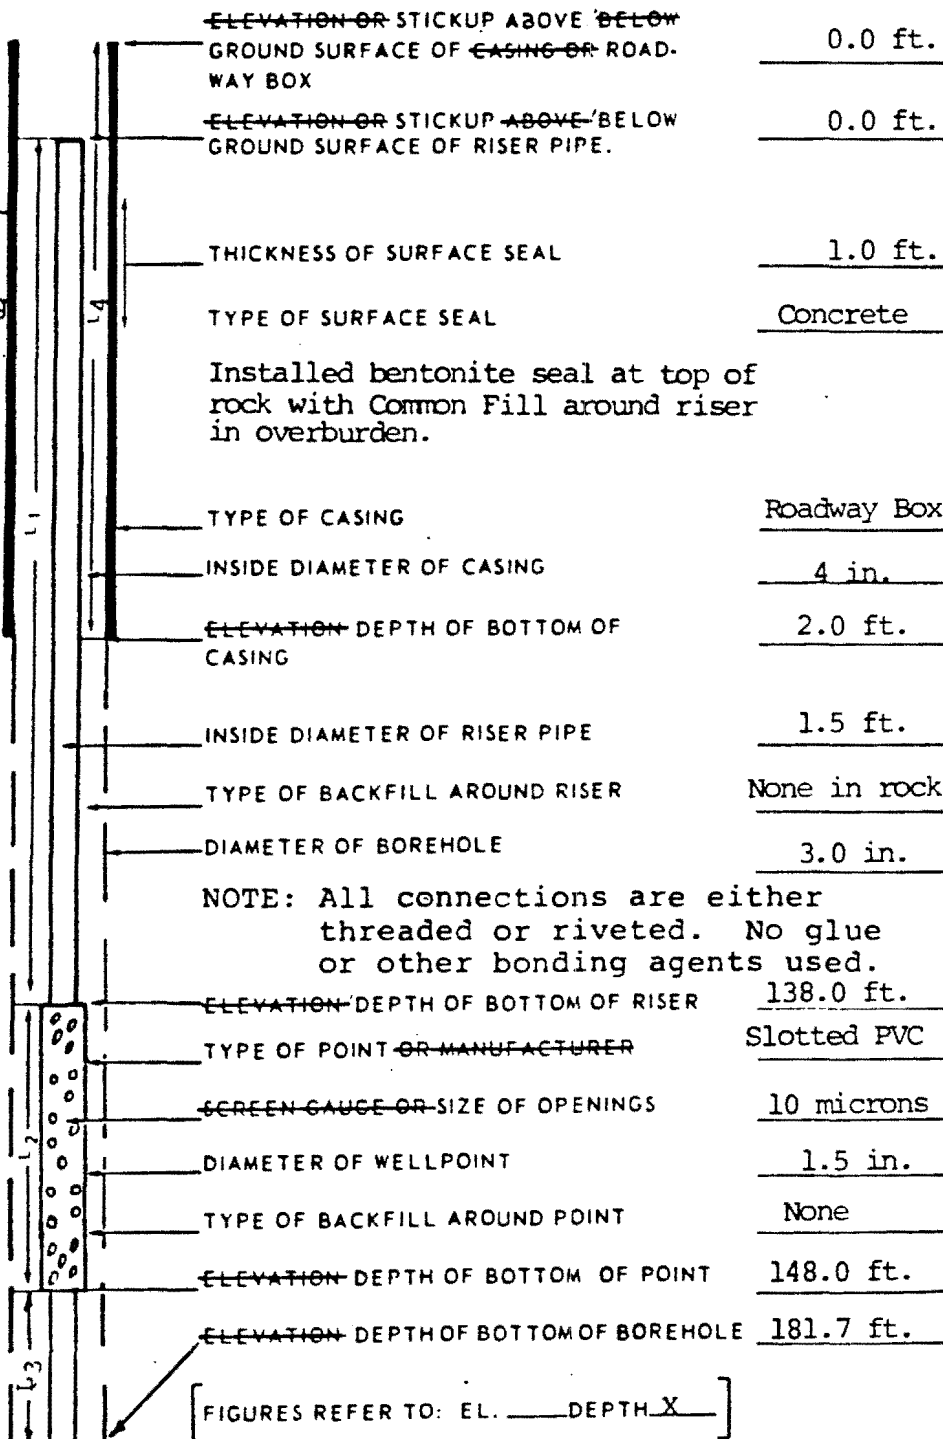 ELEVATION OR STICKUP ABOVE/BELOW 0.0 ft.
GROUND SURFACE OF CASING OR ROAD-
WAY BOX
ELEVATION OR STICKUP ABOVE/BELOW 0.0 ft.
GROUND SURFACE OF RISER PIPE.
THICKNESS OF SURFACE SEAL 1.0 ft.
TYPE OF SURFACE SEAL Concrete
L4
Installed bentonite seal at top of
rock with Common Fill around riser
in overburden.
L1
TYPE OF CASING Roadway Box
INSIDE DIAMETER OF CASING 4 in.
ELEVATION DEPTH OF BOTTOM OF 2.0 ft.
CASING
INSIDE DIAMETER OF RISER PIPE 1.5 ft.
TYPE OF BACKFILL AROUND RISER None in rock
DIAMETER OF BOREHOLE 3.0 in.
NOTE: All connections are either
threaded or riveted. No glue
or other bonding agents used.
ELEVATION/DEPTH OF BOTTOM OF RISER 138.0 ft.
TYPE OF POINT OR MANUFACTURER Slotted PVC
SCREEN GAUGE OR SIZE OF OPENINGS 10 microns
L2
DIAMETER OF WELLPOINT 1.5 in.
TYPE OF BACKFILL AROUND POINT None
ELEVATION DEPTH OF BOTTOM OF POINT 148.0 ft.
ELEVATION DEPTH OF BOTTOM OF BOREHOLE 181.7 ft.
L3
[FIGURES REFER TO: EL. ____ DEPTH X ]